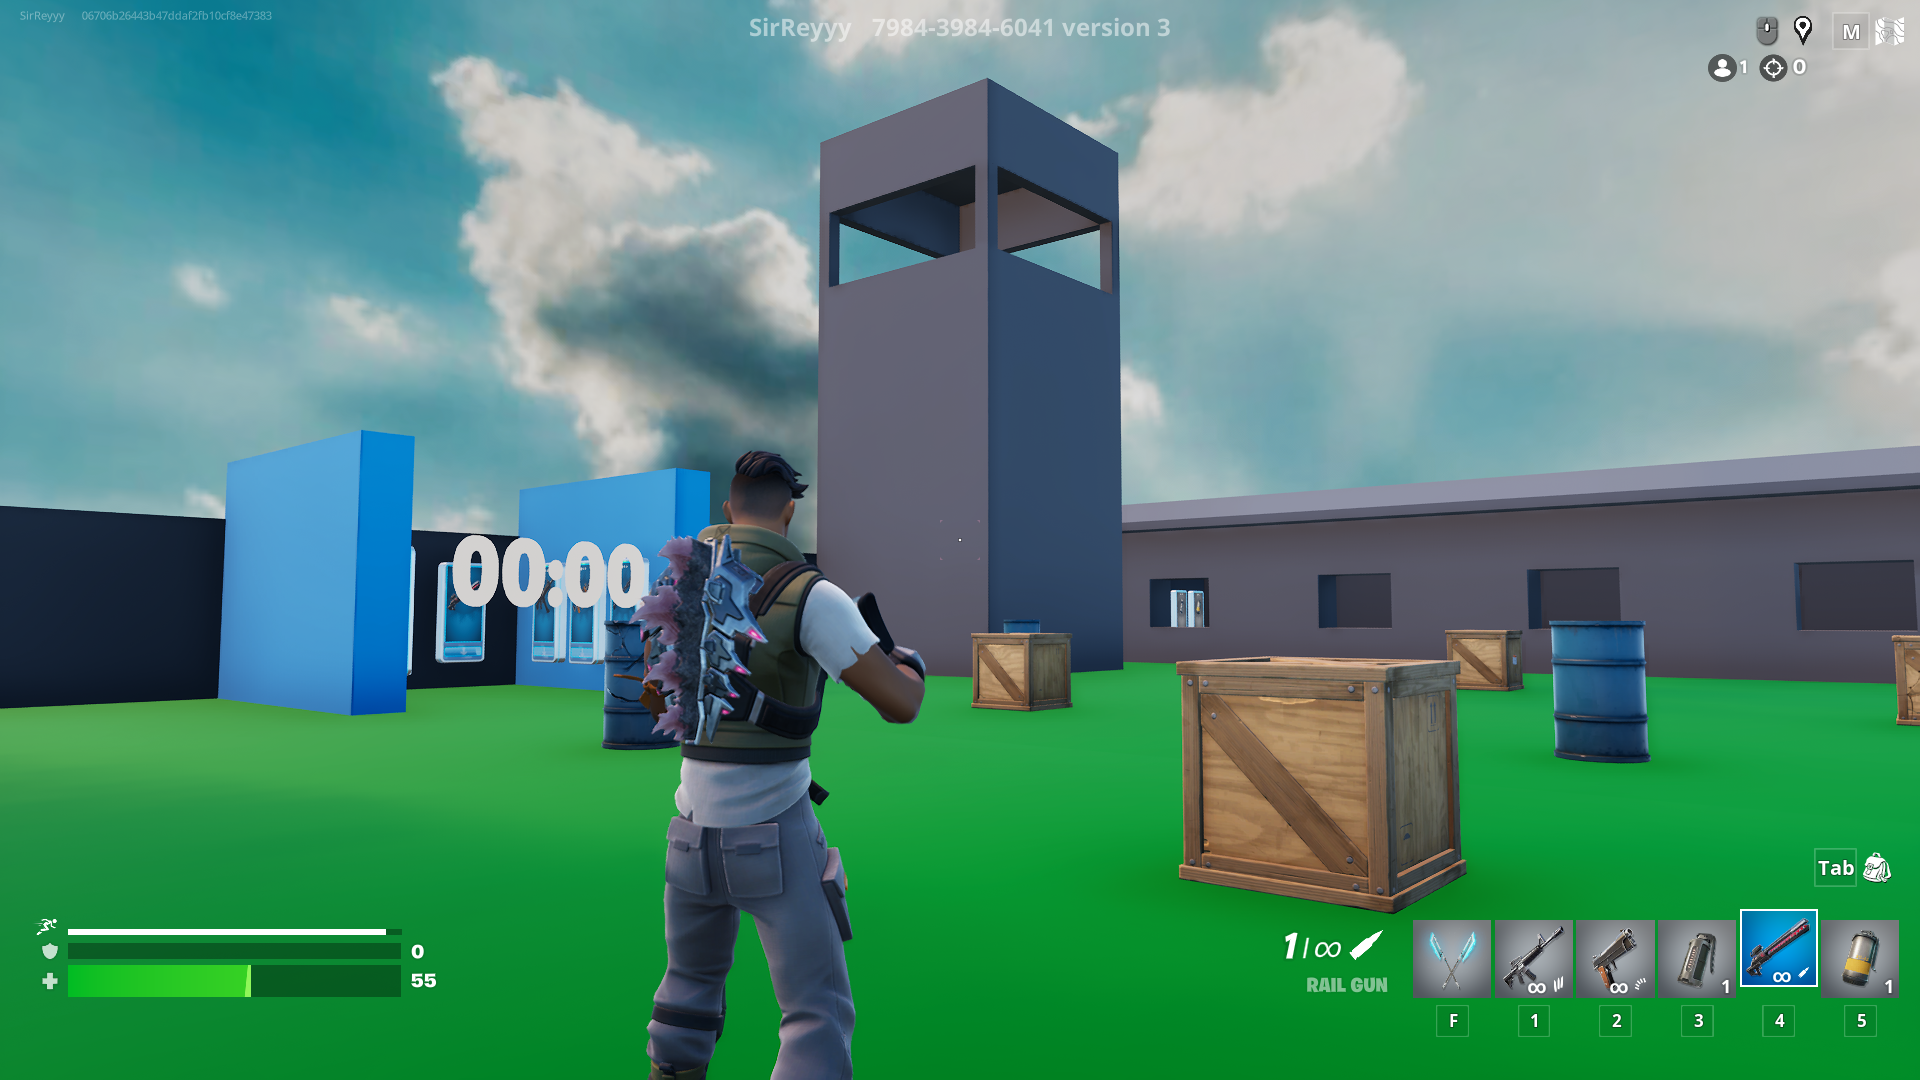 SirReyyy 06706b26443b47ddaf2fb10cf8e47383
SirReyyy 7984-3984-6041 version 3
M
1 0
00:00
Tab
0
55
1/∞
RAIL GUN
∞ ∞ 1 ∞ 1
F 1 2 3 4 5